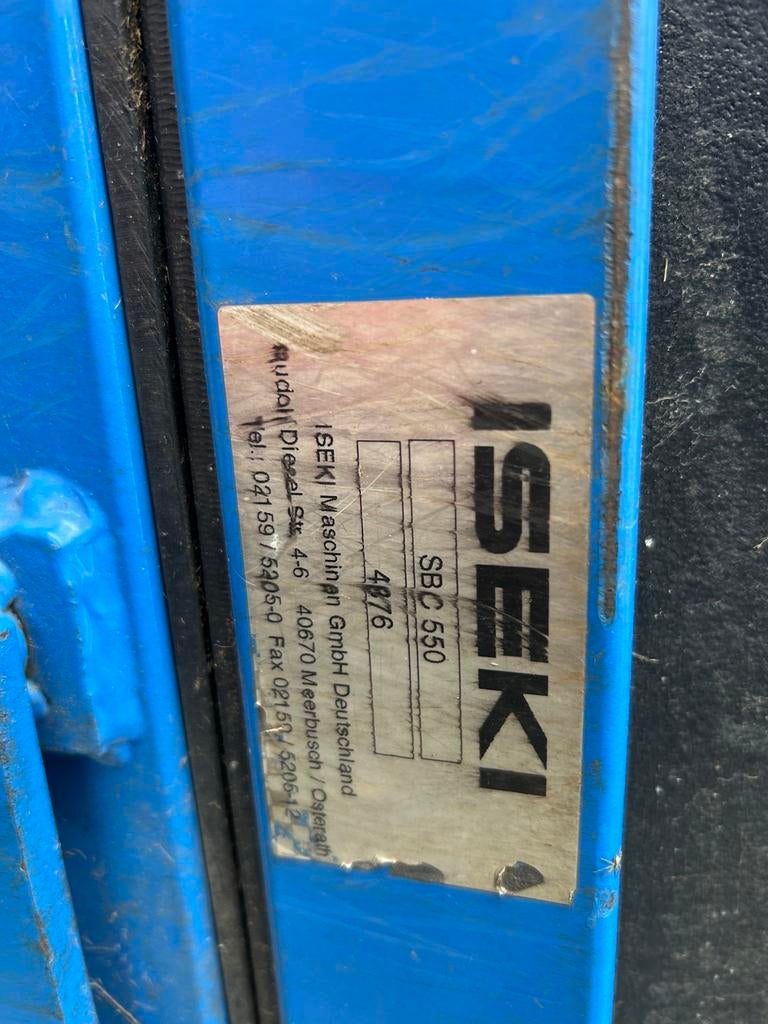 ISEKI
SBC 550
4876
ISEKI Maschinen GmbH Deutschland
Rudolf Diesel Str. 4-6 40670 Meerbusch / Osterath
Tel.: 02159 / 5205-0 Fax 02159 / 5205-12